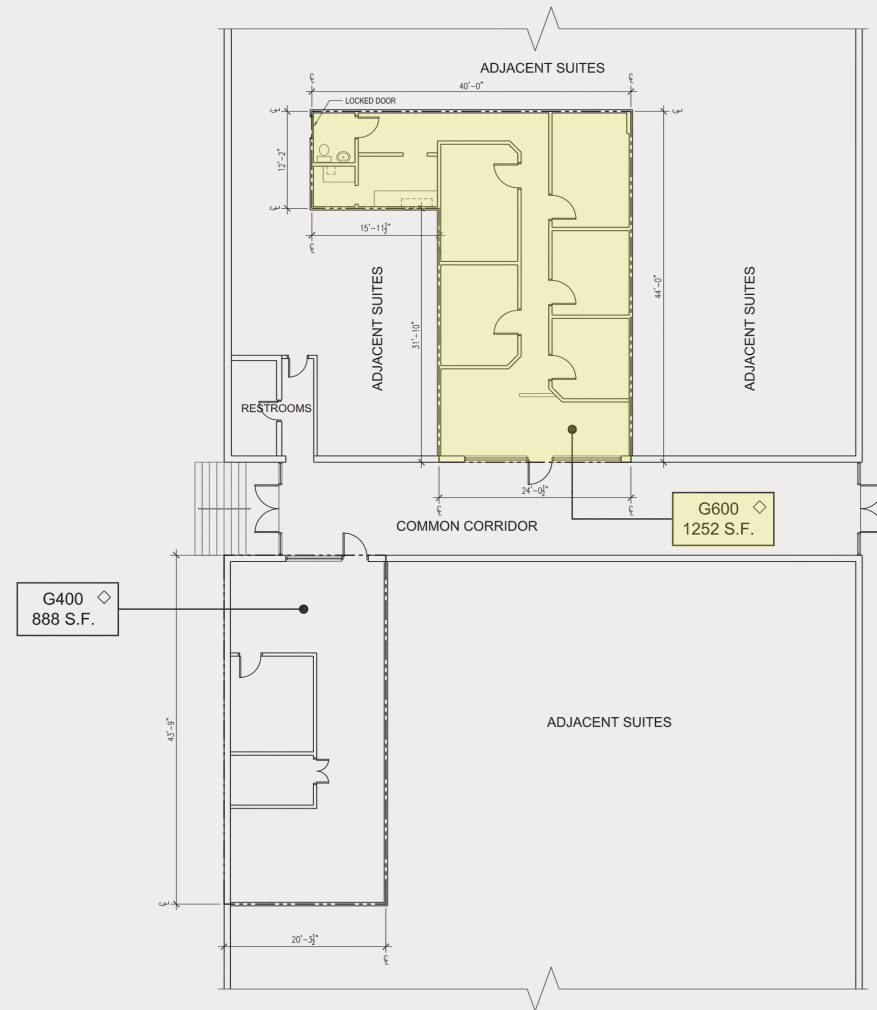 ADJACENT SUITES
40'-0"
LOCKED DOOR
12'-2"
15'-11½"
ADJACENT SUITES
31'-10"
44'-0"
ADJACENT SUITES
RESTROOMS
24'-0½"
G600
1252 S.F.
COMMON CORRIDOR
G400
888 S.F.
43'-9"
ADJACENT SUITES
20'-3½"